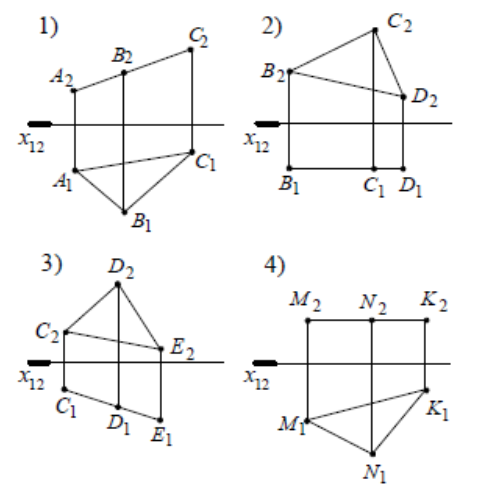 1)
C₂
B₂
A₂
x₁₂
A₁
C₁
B₁
2)
C₂
B₂
D₂
x₁₂
B₁ C₁ D₁
3)
D₂
C₂
E₂
x₁₂
C₁
D₁
E₁
4)
M₂ N₂ K₂
x₁₂
M₁
K₁
N₁